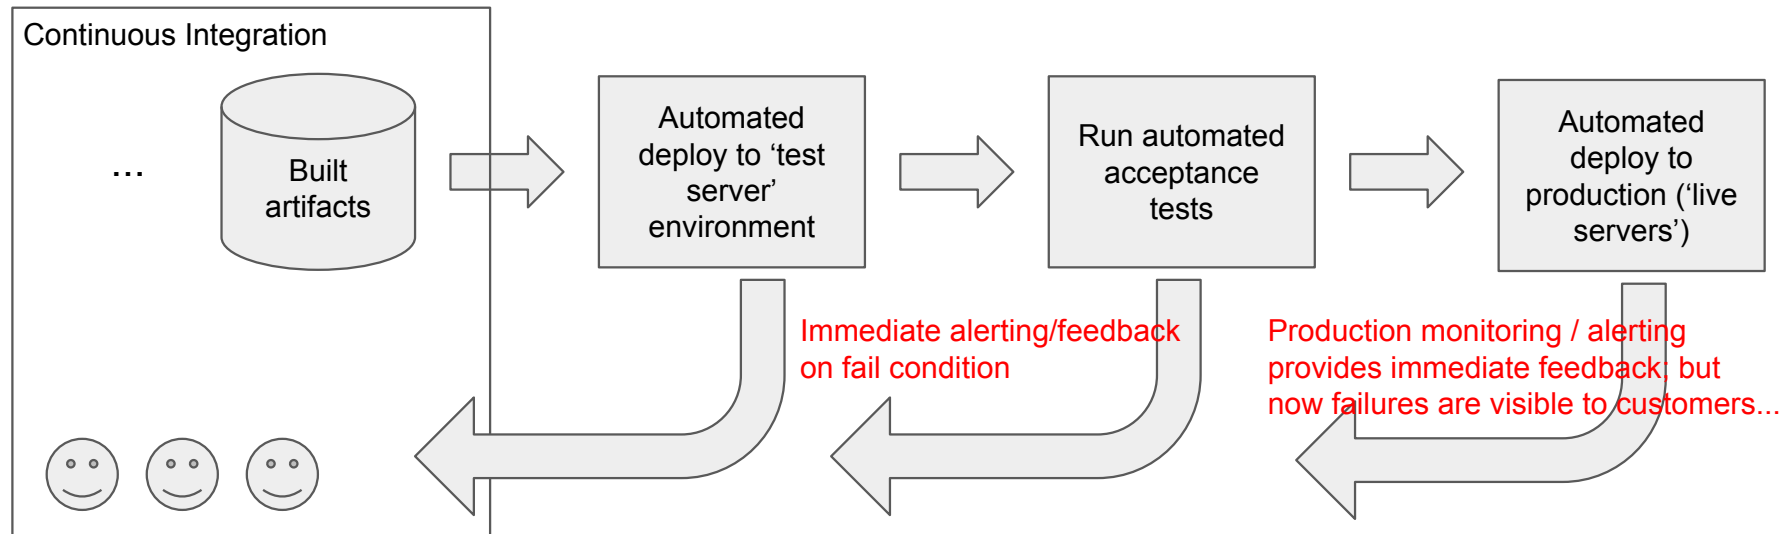 Continuous Integration
...
Built
artifacts
Automated
deploy to ‘test
server’
environment
Run automated
acceptance
tests
Automated
deploy to
production (‘live
servers’)
Immediate alerting/feedback
on fail condition
Production monitoring / alerting
provides immediate feedback; but
now failures are visible to customers...